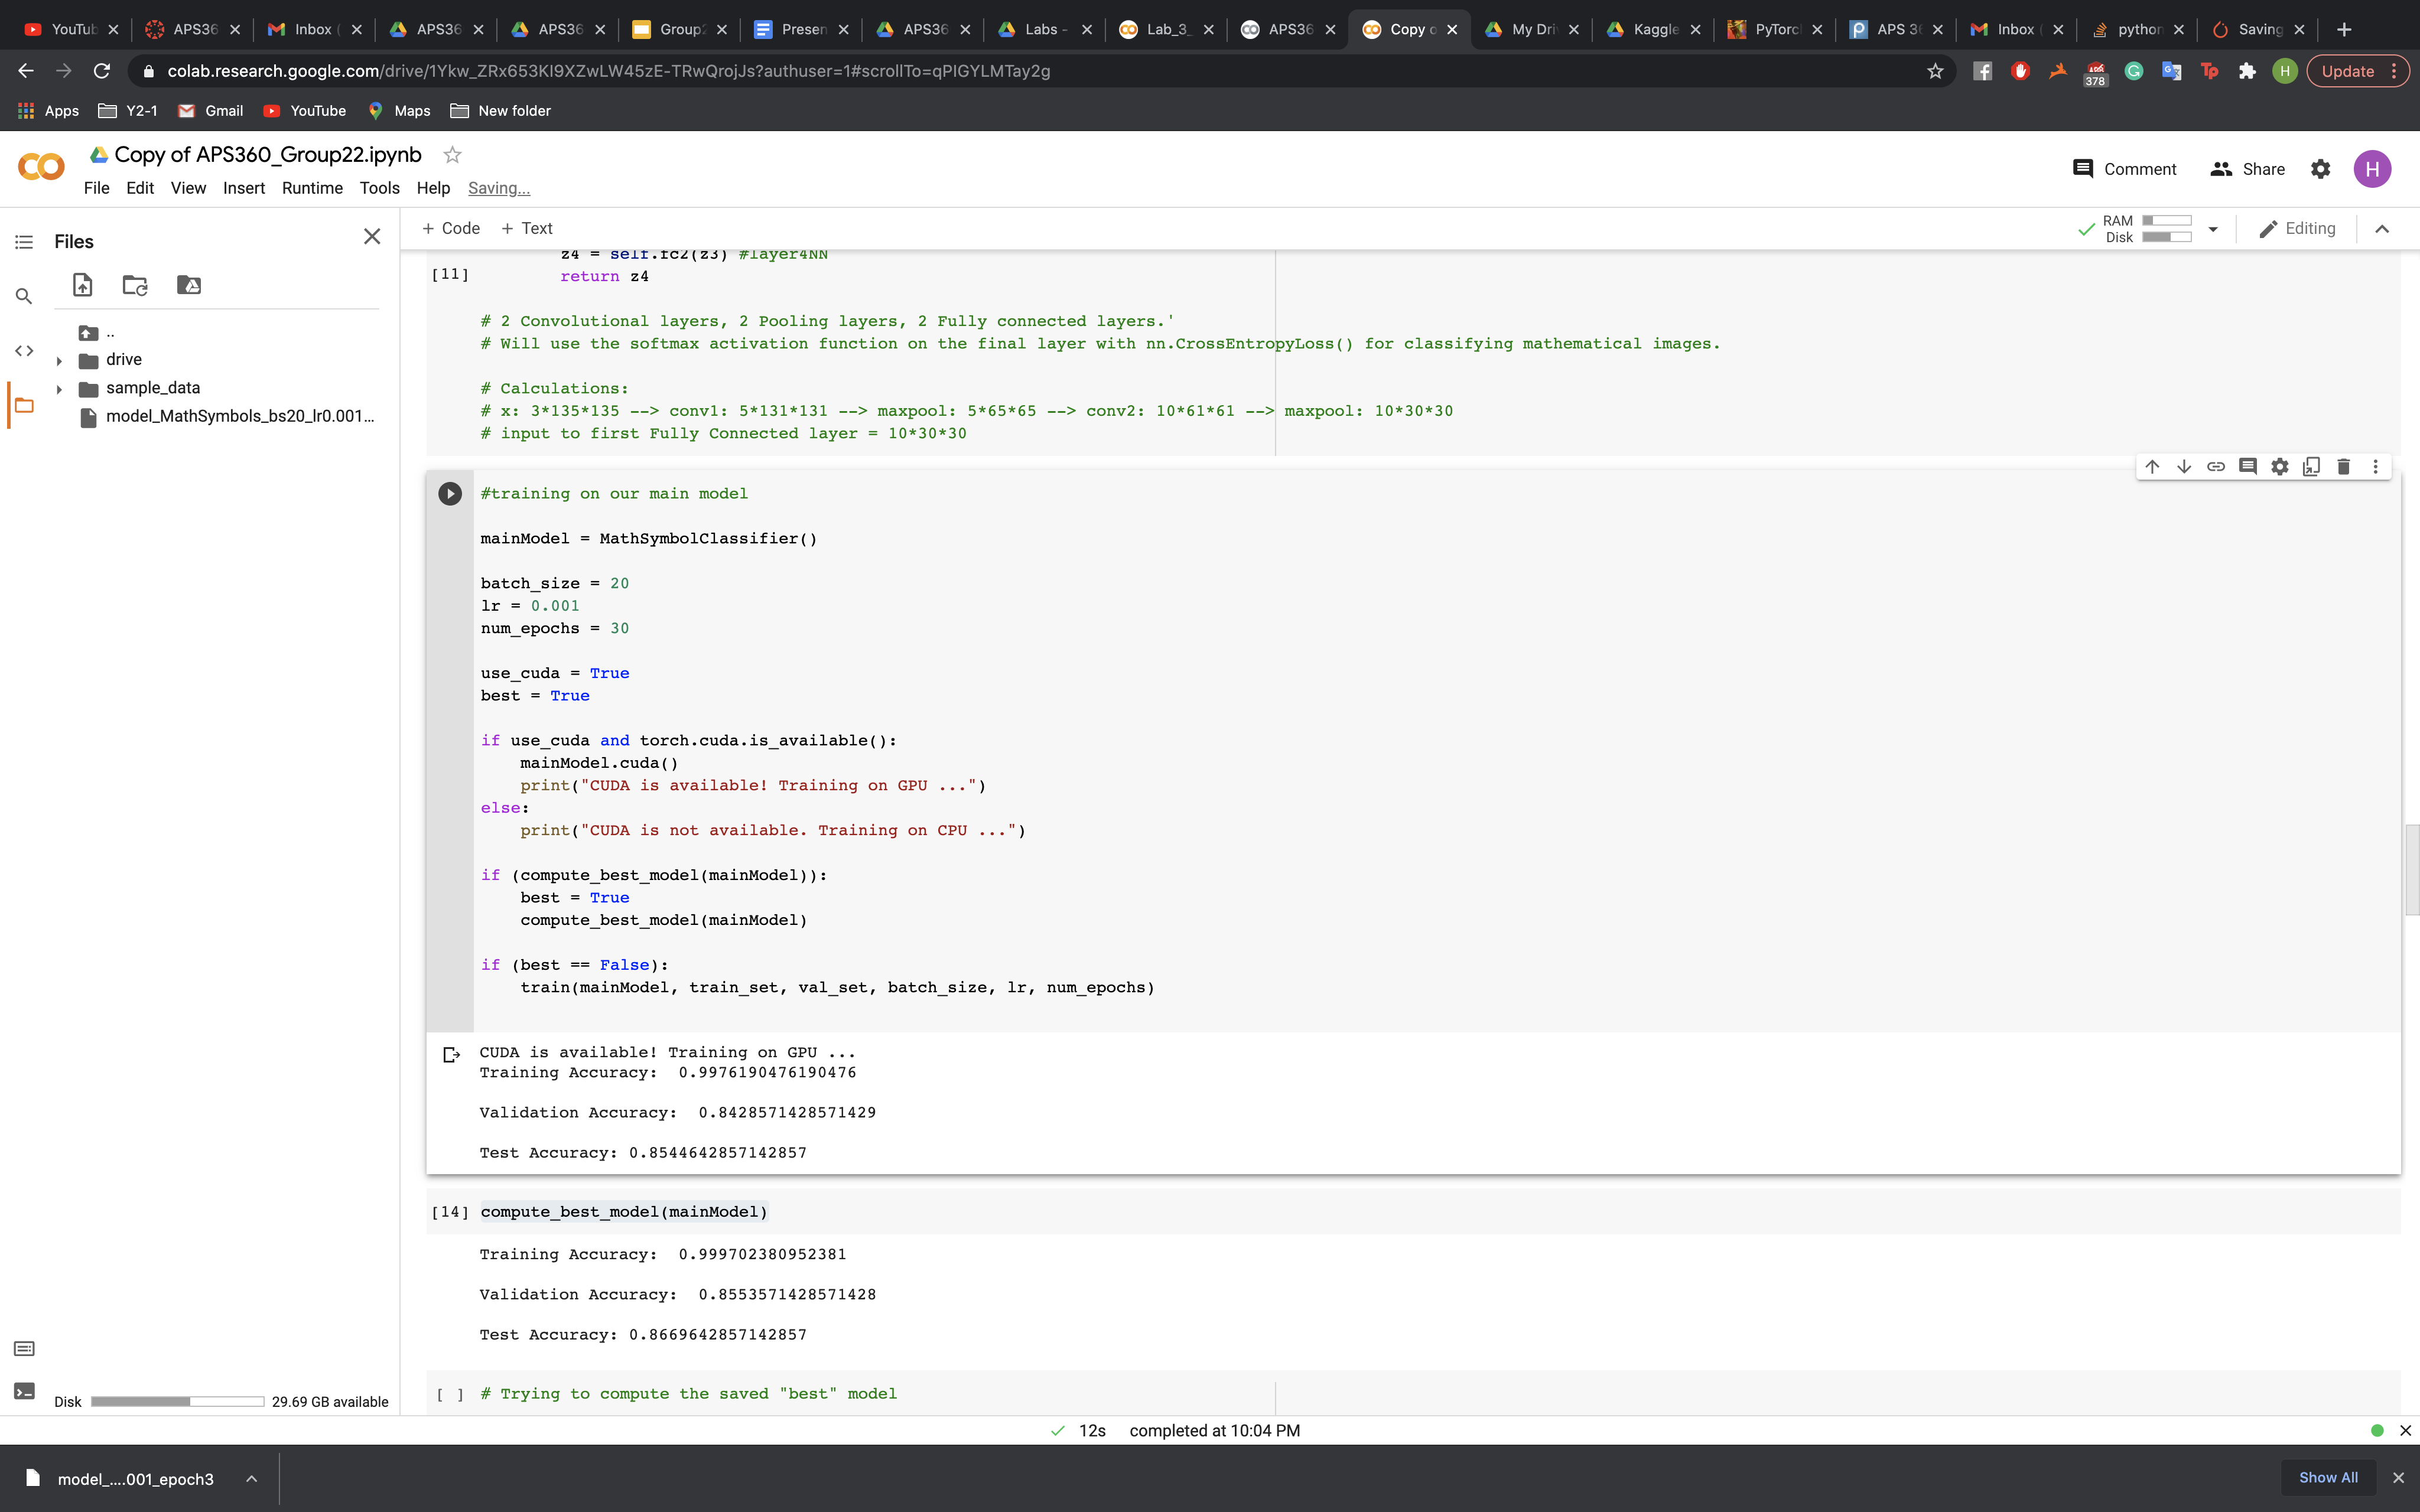 YouTub
APS36
Inbox (
APS36
APS36
Group2
Presen
APS36
Labs -
Lab_3_
APS36
Copy o
My Dri
Kaggle
PyTorc
APS 36
Inbox (
python
Saving
colab.research.google.com/drive/1Ykw_ZRx653KI9XZwLW45zE-TRwQrojJs?authuser=1#scrollTo=qPIGYLMTay2g
378
Tp
H
Update
Apps
Y2-1
Gmail
YouTube
Maps
New folder
Copy of APS360_Group22.ipynb
Comment
Share
H
File Edit View Insert Runtime Tools Help Saving...
Files
+ Code + Text
RAM
Disk
Editing
..
drive
sample_data
model_MathSymbols_bs20_lr0.001...
z4 = self.fc2(z3) #layer4NN
[11] return z4
# 2 Convolutional layers, 2 Pooling layers, 2 Fully connected layers.'
# Will use the softmax activation function on the final layer with nn.CrossEntropyLoss() for classifying mathematical images.
# Calculations:
# x: 3*135*135 --> conv1: 5*131*131 --> maxpool: 5*65*65 --> conv2: 10*61*61 --> maxpool: 10*30*30
# input to first Fully Connected layer = 10*30*30
#training on our main model
mainModel = MathSymbolClassifier()
batch_size = 20
lr = 0.001
num_epochs = 30
use_cuda = True
best = True
if use_cuda and torch.cuda.is_available():
mainModel.cuda()
print("CUDA is available! Training on GPU ...")
else:
print("CUDA is not available. Training on CPU ...")
if (compute_best_model(mainModel)):
best = True
compute_best_model(mainModel)
if (best == False):
train(mainModel, train_set, val_set, batch_size, lr, num_epochs)
CUDA is available! Training on GPU ...
Training Accuracy: 0.9976190476190476
Validation Accuracy: 0.8428571428571429
Test Accuracy: 0.8544642857142857
[14] compute_best_model(mainModel)
Training Accuracy: 0.999702380952381
Validation Accuracy: 0.8553571428571428
Test Accuracy: 0.8669642857142857
[ ] # Trying to compute the saved "best" model
Disk 29.69 GB available
12s completed at 10:04 PM
model_....001_epoch3
Show All